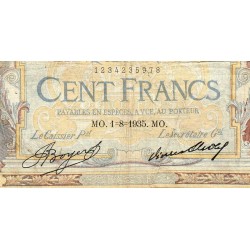 1234235978
CENT FRANCS
PAYABLES EN ESPÈCES, A VUE, AU PORTEUR
Le Caissier Pal
Le Secrétaire Gal
MO. 1-8=1935. MO.